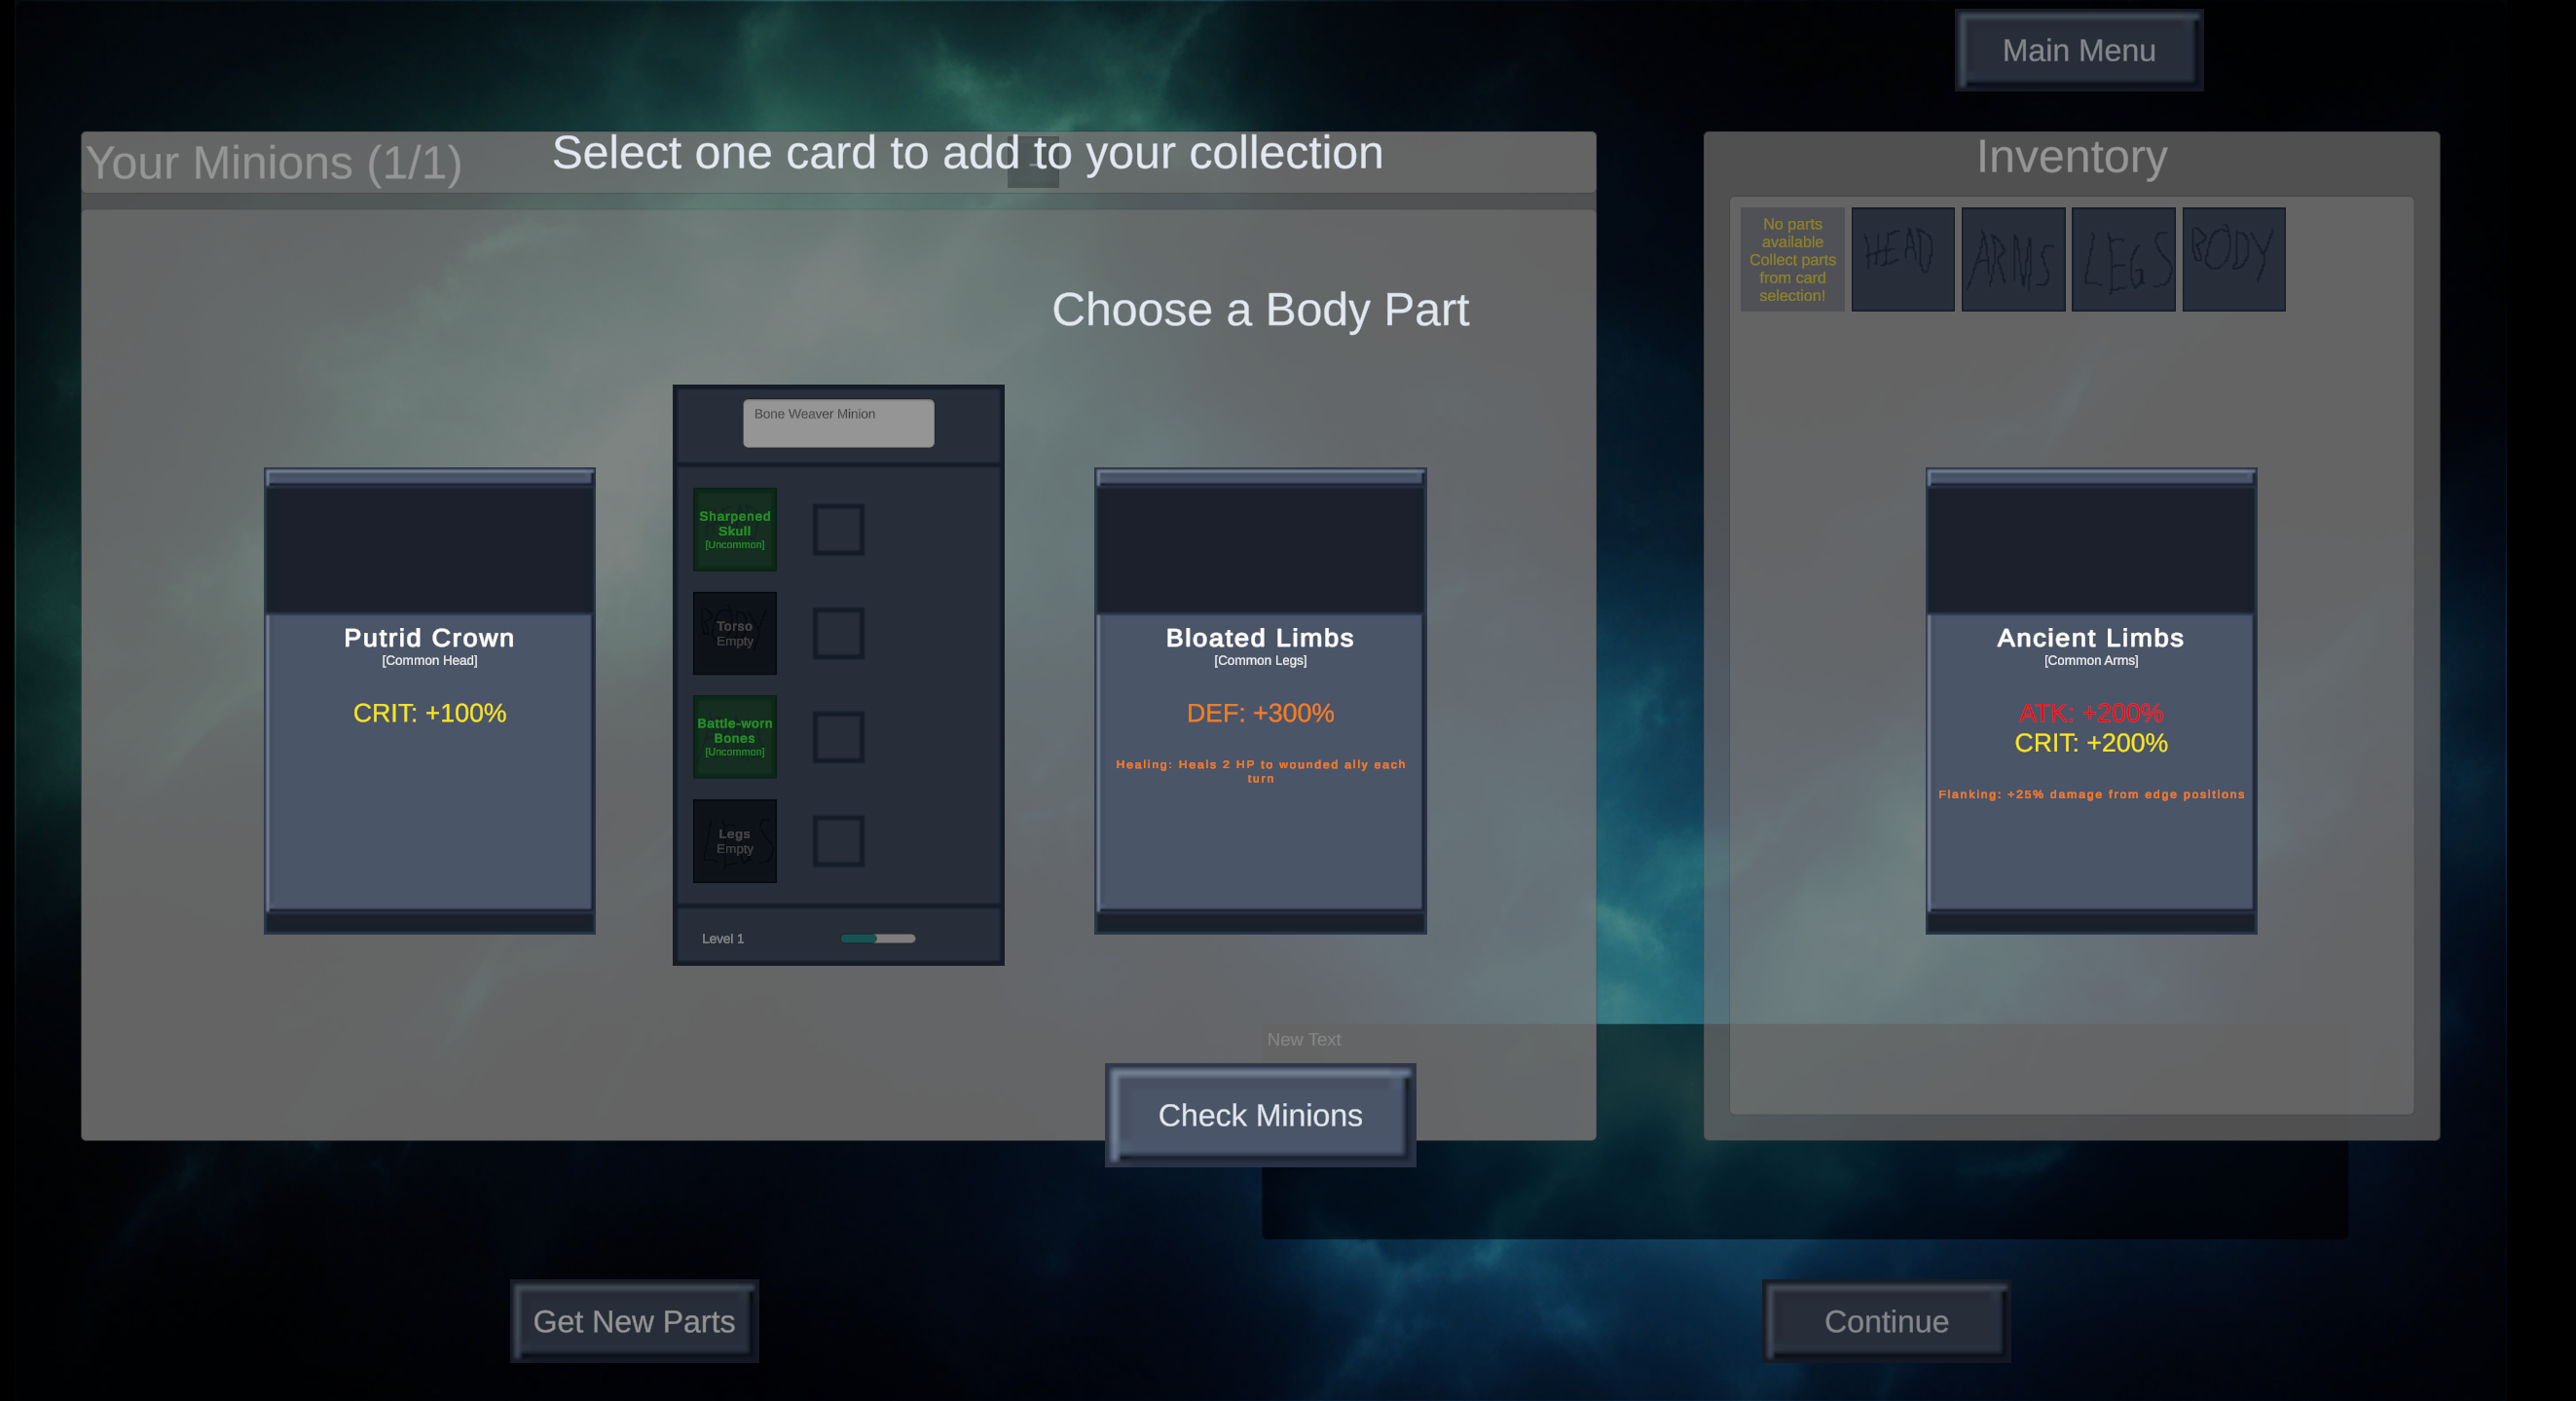 Main Menu
Your Minions (1/1)
Select one card to add to your collection
Inventory
No parts
available
Collect parts
from card
selection!
HEAD
ARMS
LEGS
BODY
Choose a Body Part
Bone Weaver Minion
Sharpened
Skull
[Uncommon]
BODY
Torso
Empty
Battle-worn
Bones
[Uncommon]
LEGS
Legs
Empty
Level 1
Putrid Crown
[Common Head]
CRIT: +100%
Bloated Limbs
[Common Legs]
DEF: +300%
Healing: Heals 2 HP to wounded ally each
turn
Ancient Limbs
[Common Arms]
ATK: +200%
CRIT: +200%
Flanking: +25% damage from edge positions
New Text
Check Minions
Get New Parts
Continue